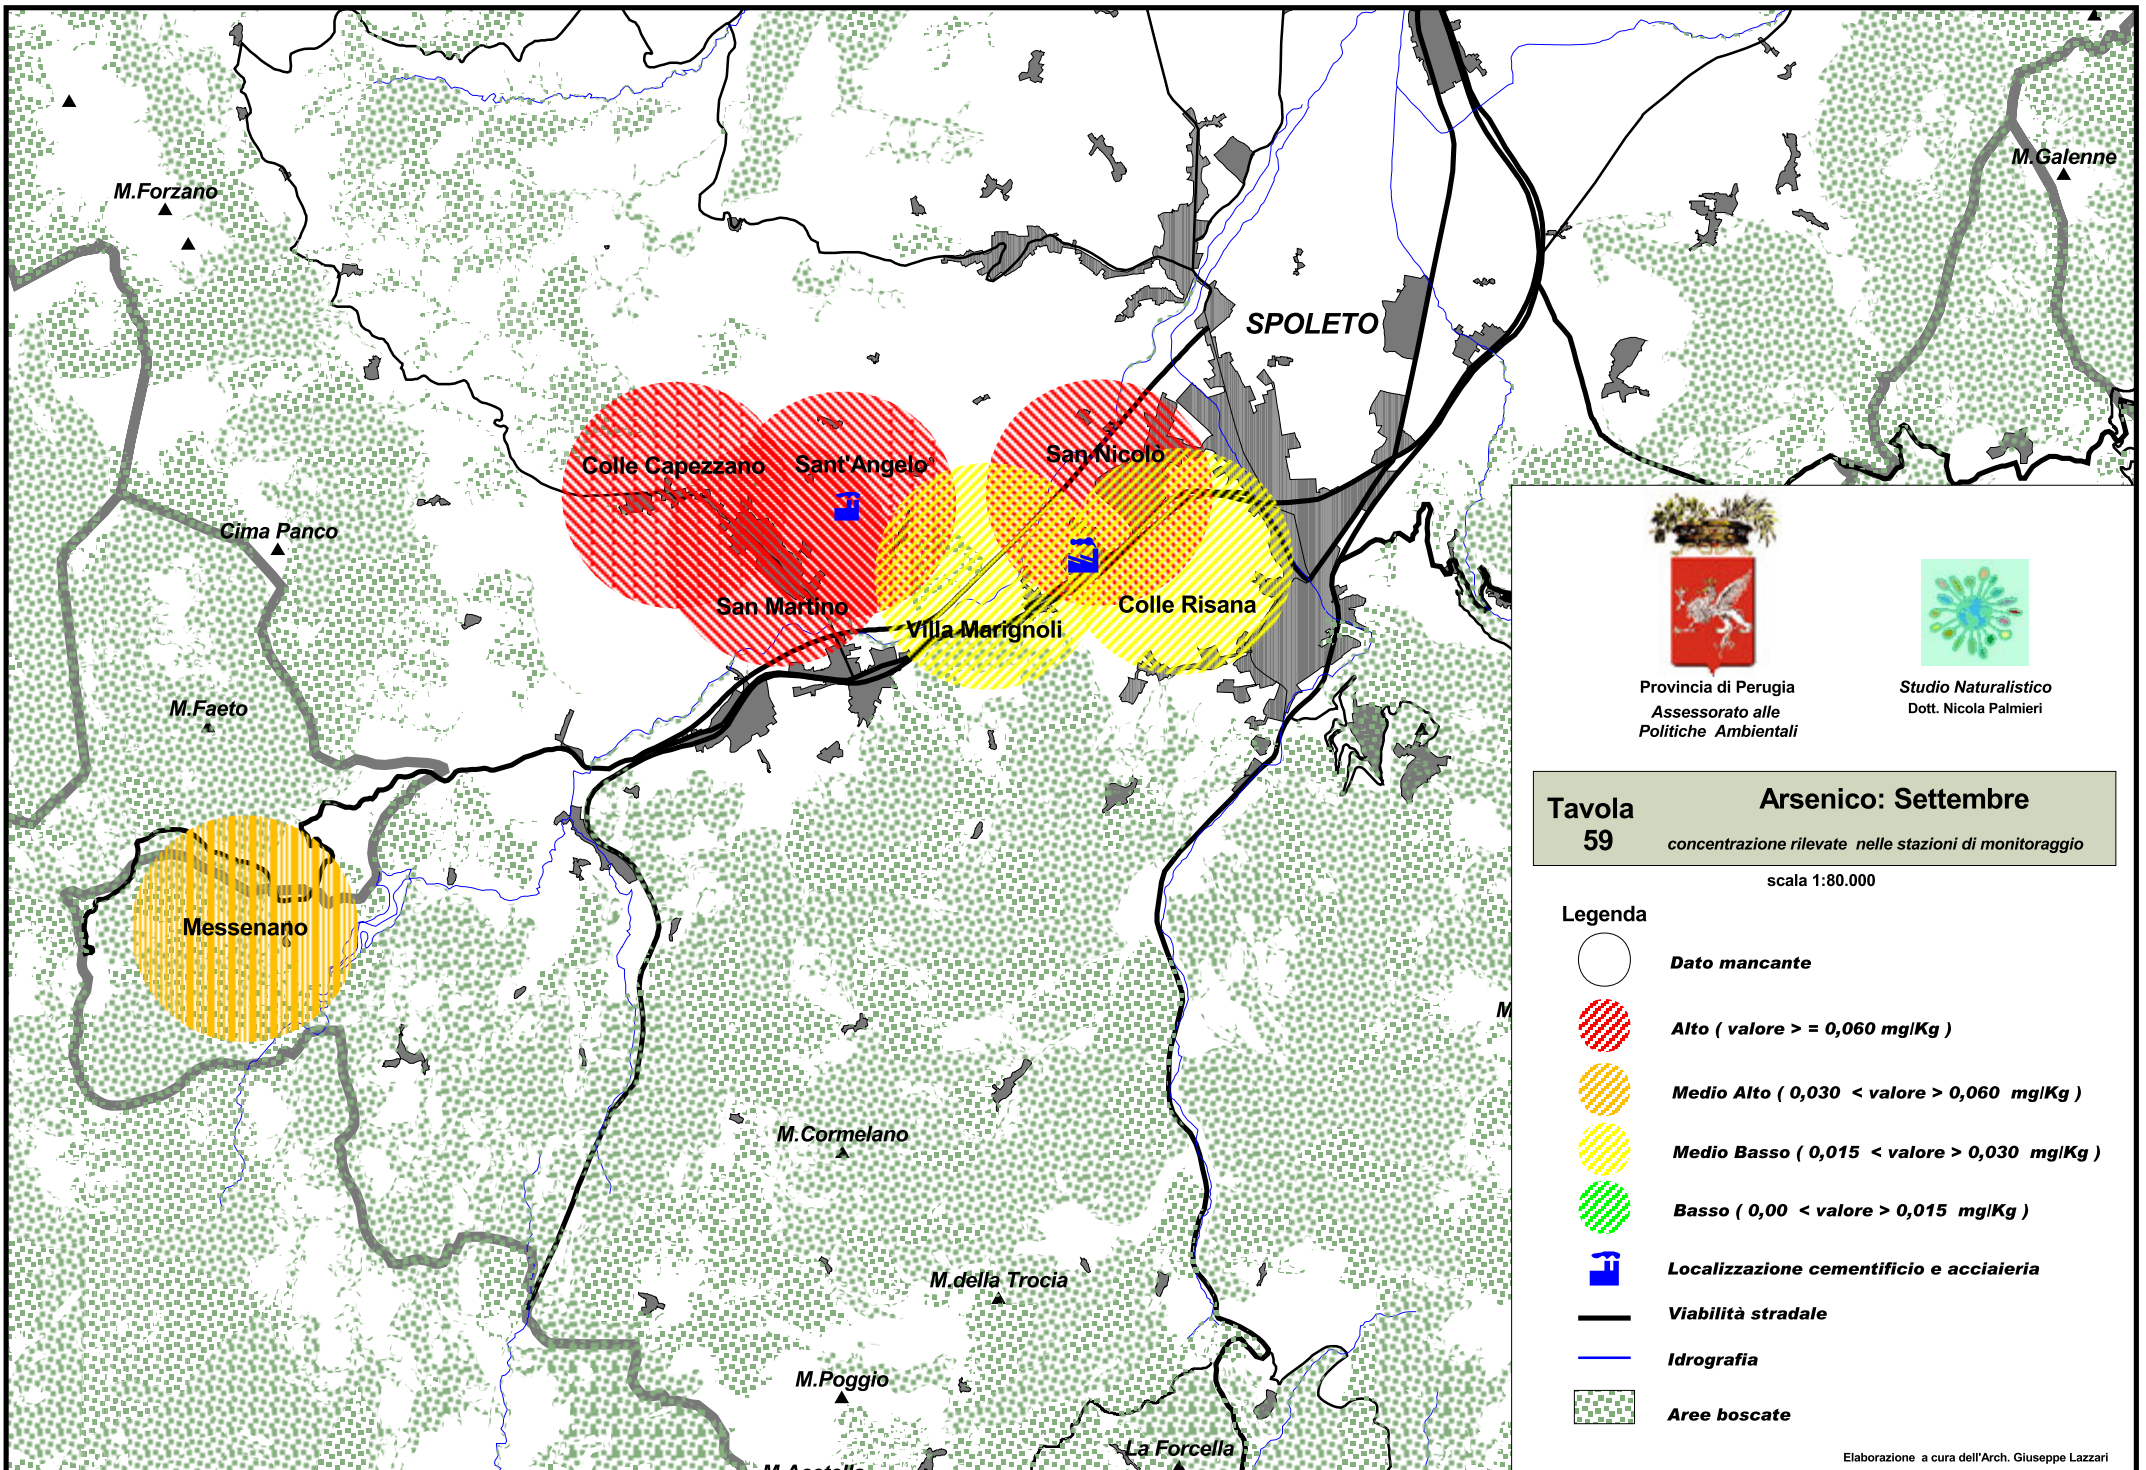 M.Galenne
M.Forzano
SPOLETO
San Nicolò
Colle Capezzano
Sant'Angelo
Cima Panco
San Martino
Colle Risana
Villa Marignoli
M.Faeto
Messenano
M
M.Cormelano
M.della Trocia
M.Poggio
La Forcella
Provincia di Perugia
Assessorato alle
Politiche Ambientali
Studio Naturalistico
Dott. Nicola Palmieri
Tavola
59
Arsenico: Settembre
concentrazione rilevate nelle stazioni di monitoraggio
scala 1:80.000
Legenda
Dato mancante
Alto ( valore > = 0,060 mg/Kg )
Medio Alto ( 0,030 < valore > 0,060 mg/Kg )
Medio Basso ( 0,015 < valore > 0,030 mg/Kg )
Basso ( 0,00 < valore > 0,015 mg/Kg )
Localizzazione cementificio e acciaieria
Viabilità stradale
Idrografia
Aree boscate
Elaborazione a cura dell'Arch. Giuseppe Lazzari